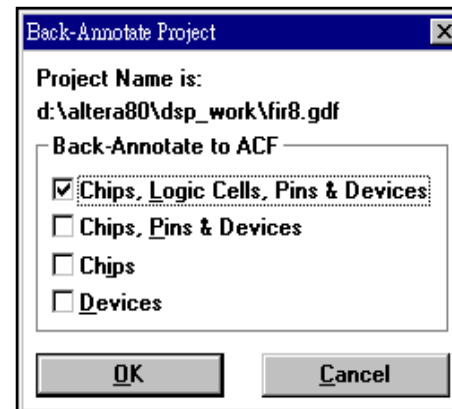 Back-Annotate Project
Project Name is:
d:\altera80\dsp_work\fir8.gdf
Back-Annotate to ACF
Chips, Logic Cells, Pins & Devices
Chips, Pins & Devices
Chips
Devices
OK Cancel